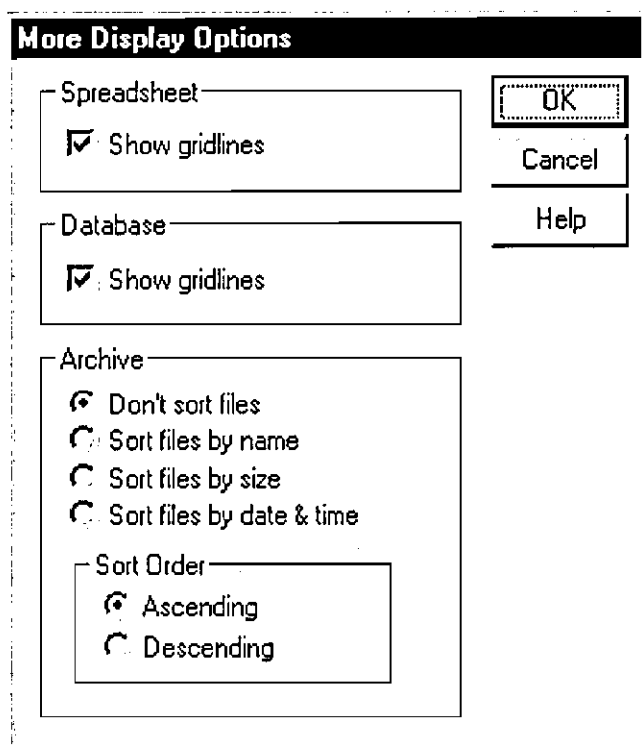 More Display Options
Spreadsheet
Show gridlines
OK
Cancel
Help
Database
Show gridlines
Archive
Don't sort files
Sort files by name
Sort files by size
Sort files by date & time
Sort Order
Ascending
Descending